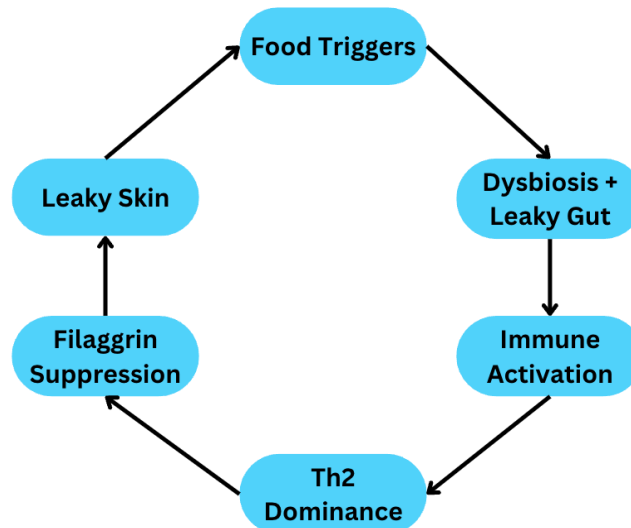 Food Triggers
Dysbiosis +
Leaky Gut
Immune
Activation
Th2
Dominance
Filaggrin
Suppression
Leaky Skin